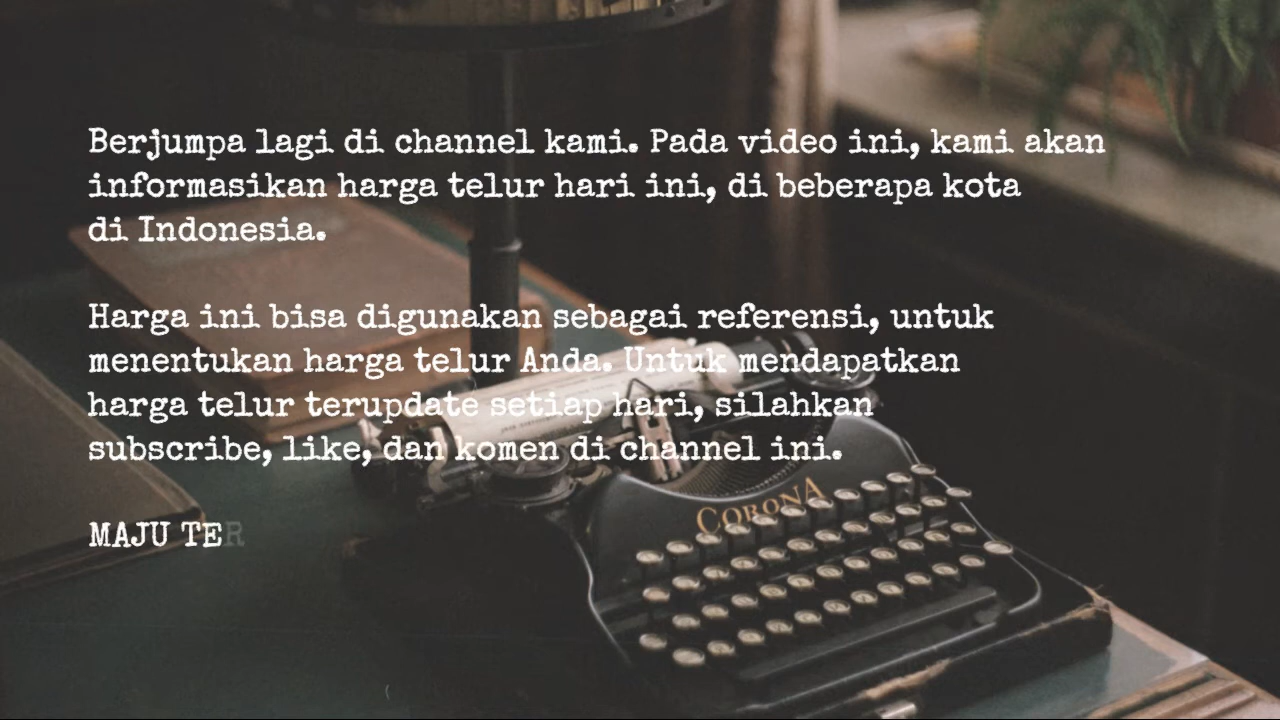 Berjumpa lagi di channel kami. Pada video ini, kami akan
informasikan harga telur hari ini, di beberapa kota
di Indonesia.
Harga ini bisa digunakan sebagai referensi, untuk
menentukan harga telur Anda. Untuk mendapatkan
harga telur terupdate setiap hari, silahkan
subscribe, like, dan komen di channel ini.
MAJU TER
CORONA